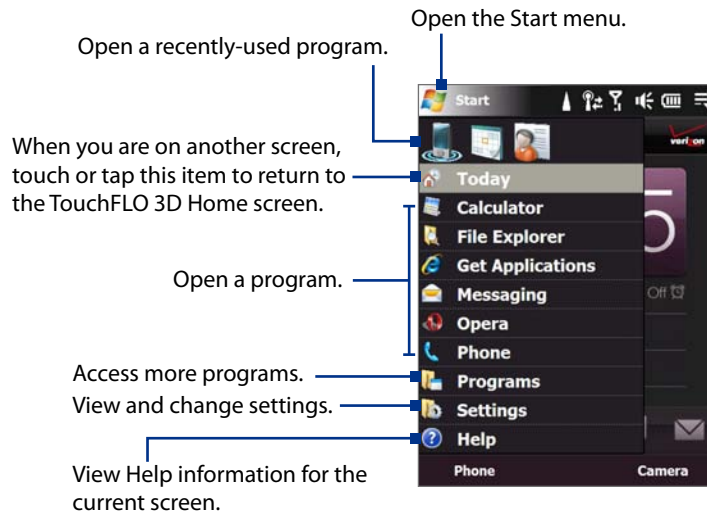 Open the Start menu.
Open a recently-used program.
Start
verizon
When you are on another screen,
touch or tap this item to return to
the TouchFLO 3D Home screen.
Today
Calculator
File Explorer
Get Applications
Messaging
Opera
Phone
Programs
Settings
Help
5
Off
Open a program.
Access more programs.
View and change settings.
View Help information for the
current screen.
Phone
Camera